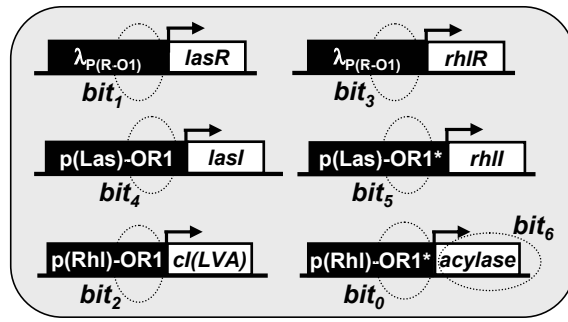 λP(R-O1) lasR
bit1
λP(R-O1) rhlR
bit3
p(Las)-OR1 lasI
bit4
p(Las)-OR1* rhlI
bit5
p(Rhl)-OR1 cI(LVA)
bit2
p(Rhl)-OR1* acylase
bit0
bit6